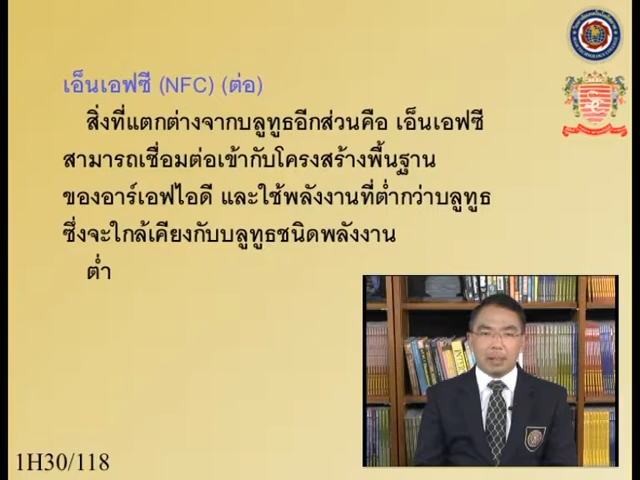 เอ็นเอฟซี (NFC) (ต่อ)
สิ่งที่แตกต่างจากบลูทูธอีกส่วนคือ เอ็นเอฟซี
สามารถเชื่อมต่อเข้ากับโครงสร้างพื้นฐาน
ของอาร์เอฟไอดี และใช้พลังงานที่ต่ำกว่าบลูทูธ
ซึ่งจะใกล้เคียงกับบลูทูธชนิดพลังงาน
ต่ำ
1H30/118